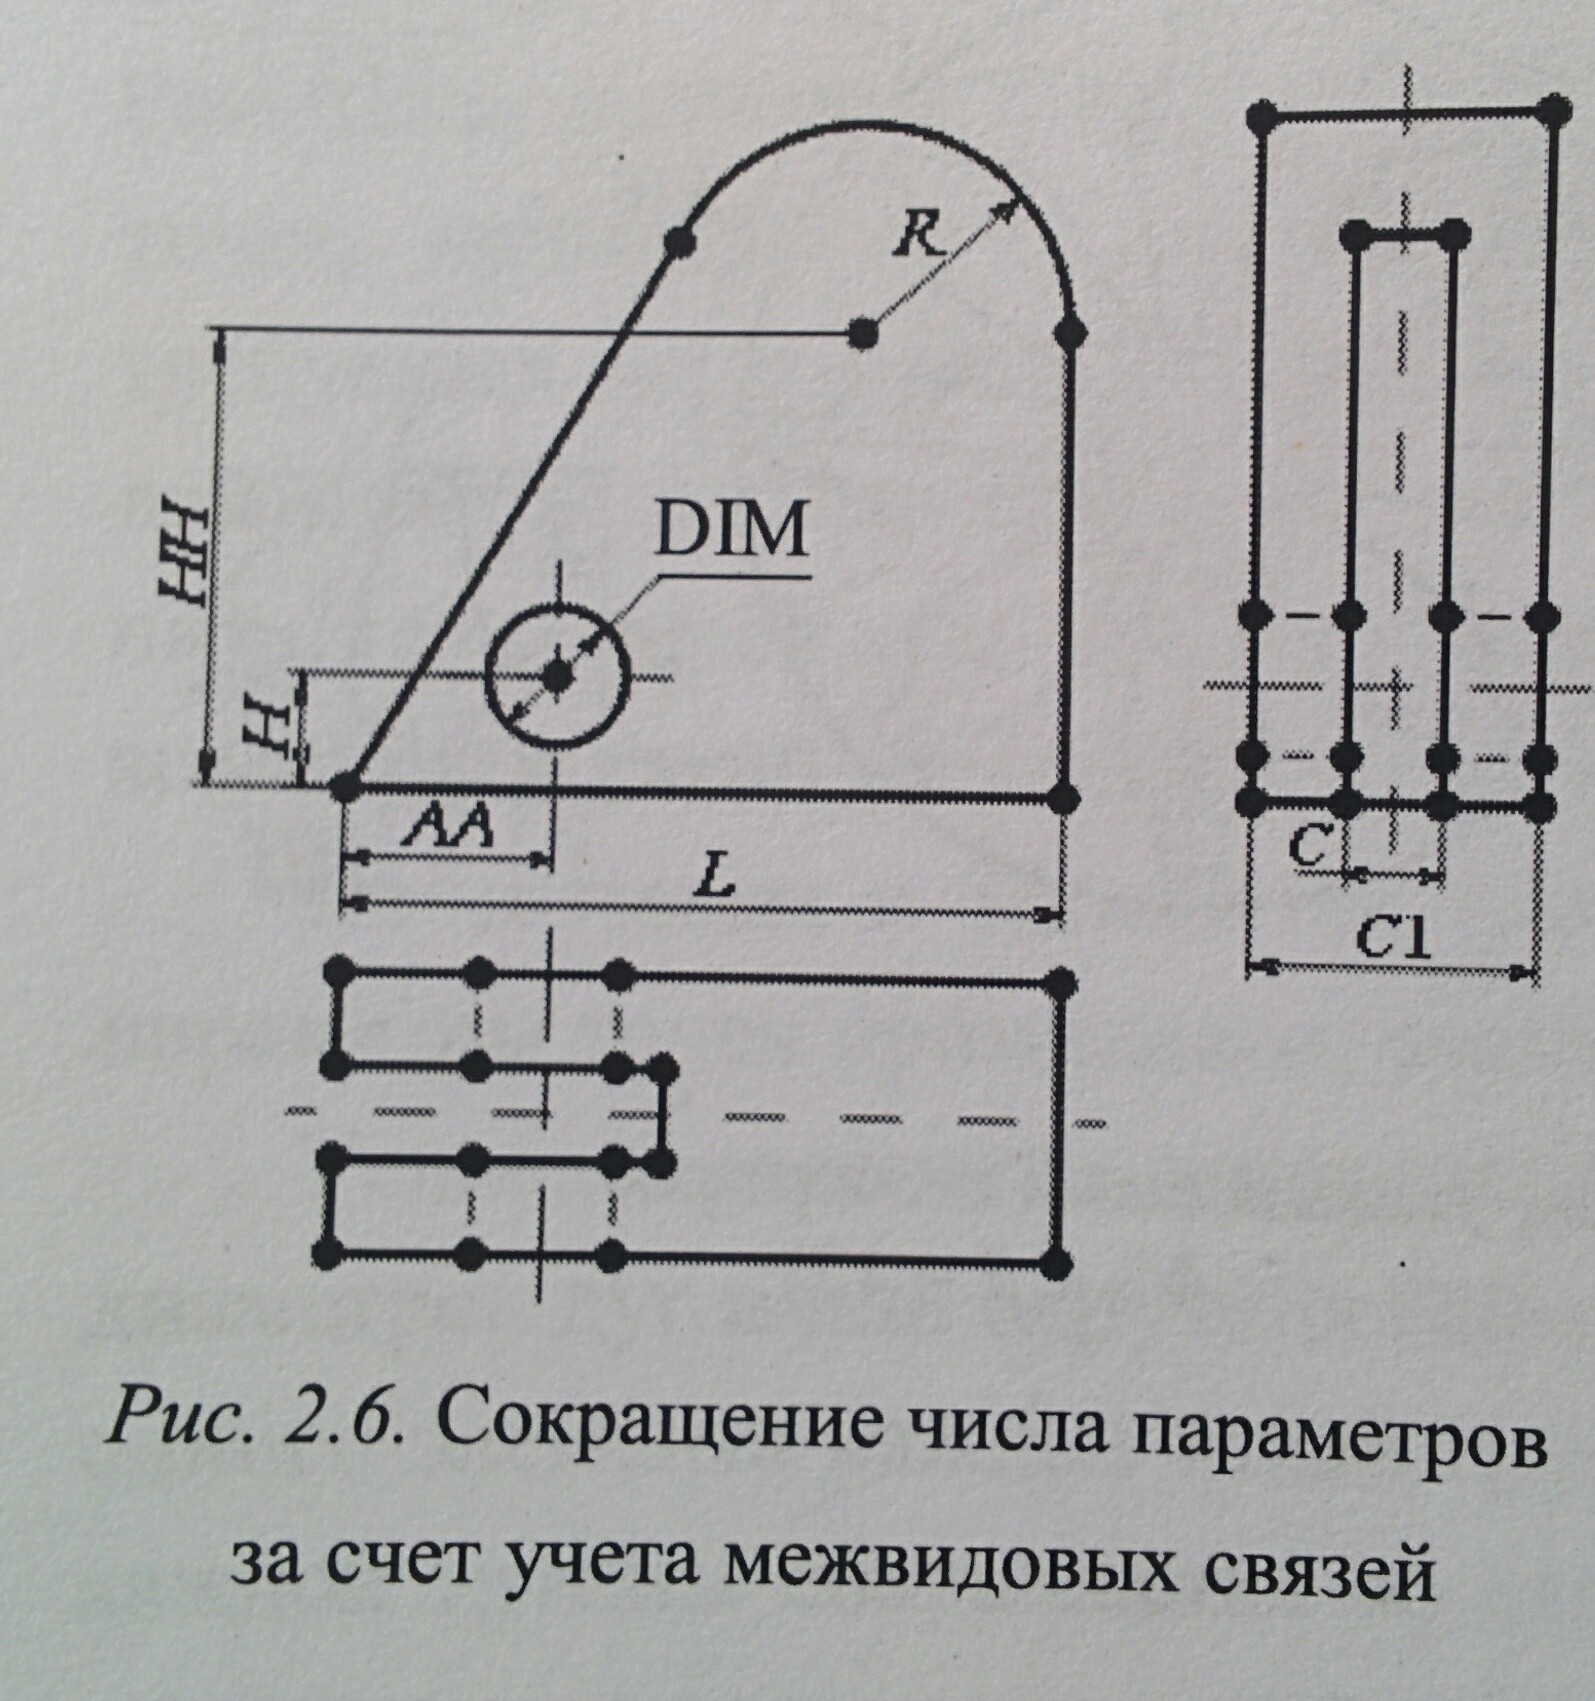 R
HH
DIM
H
AA
L
C
C1
Рис. 2.6. Сокращение числа параметров
за счет учета межвидовых связей